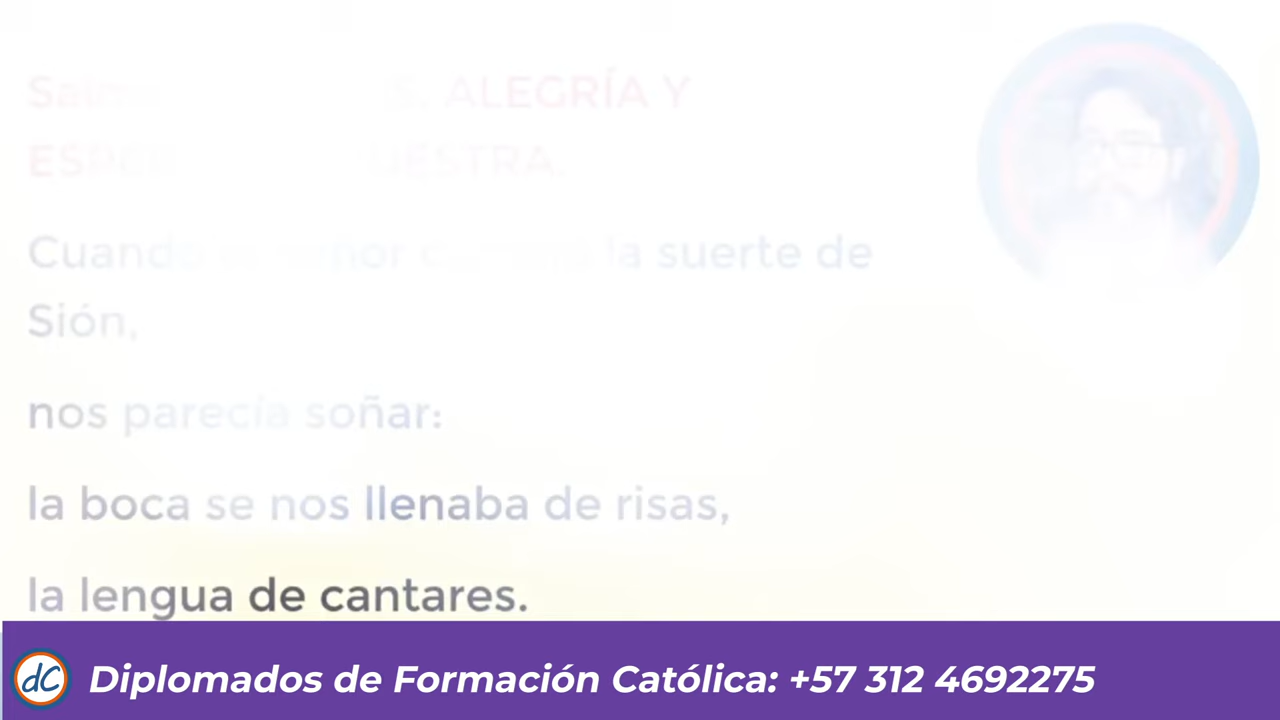 ALEGRÍA Y
Cuando señor la suerte de
Sión,
nos parecía soñar:
la boca se nos llenaba de risas,
la lengua de cantares.
dC Diplomados de Formación Católica: +57 312 4692275